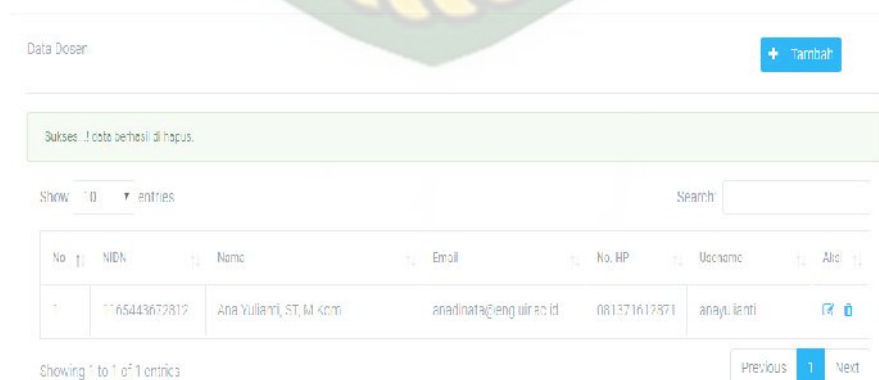 Data Dosen
+ Tambah
Sukses ..! data berhasil di hapus.
Show 10 entries
Search:
No NIDN Nama Email No. HP Usename Aksi
1 Ana Yulianti, ST, M.Kom anadinata@eng.uir.ac.id 081371612871 anayulianti
Showing 1 to 1 of 1 entries
Previous 1 Next